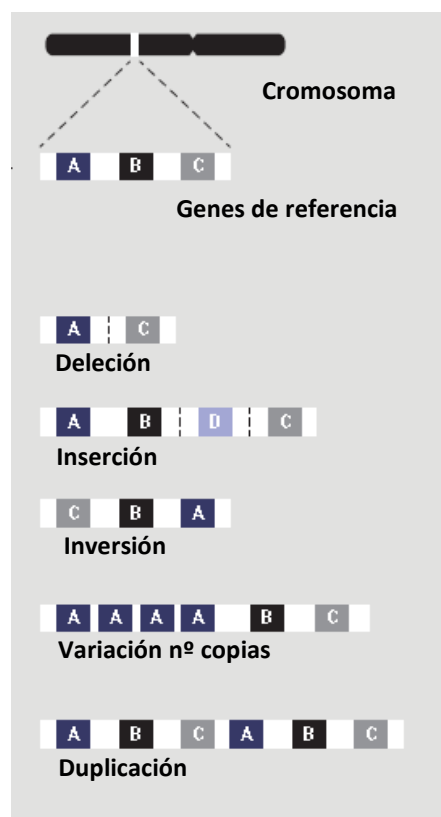 Cromosoma
A B C
Genes de referencia
A C
Deleción
A B D C
Inserción
C B A
Inversión
A A A A B C
Variación nº copias
A B C A B C
Duplicación